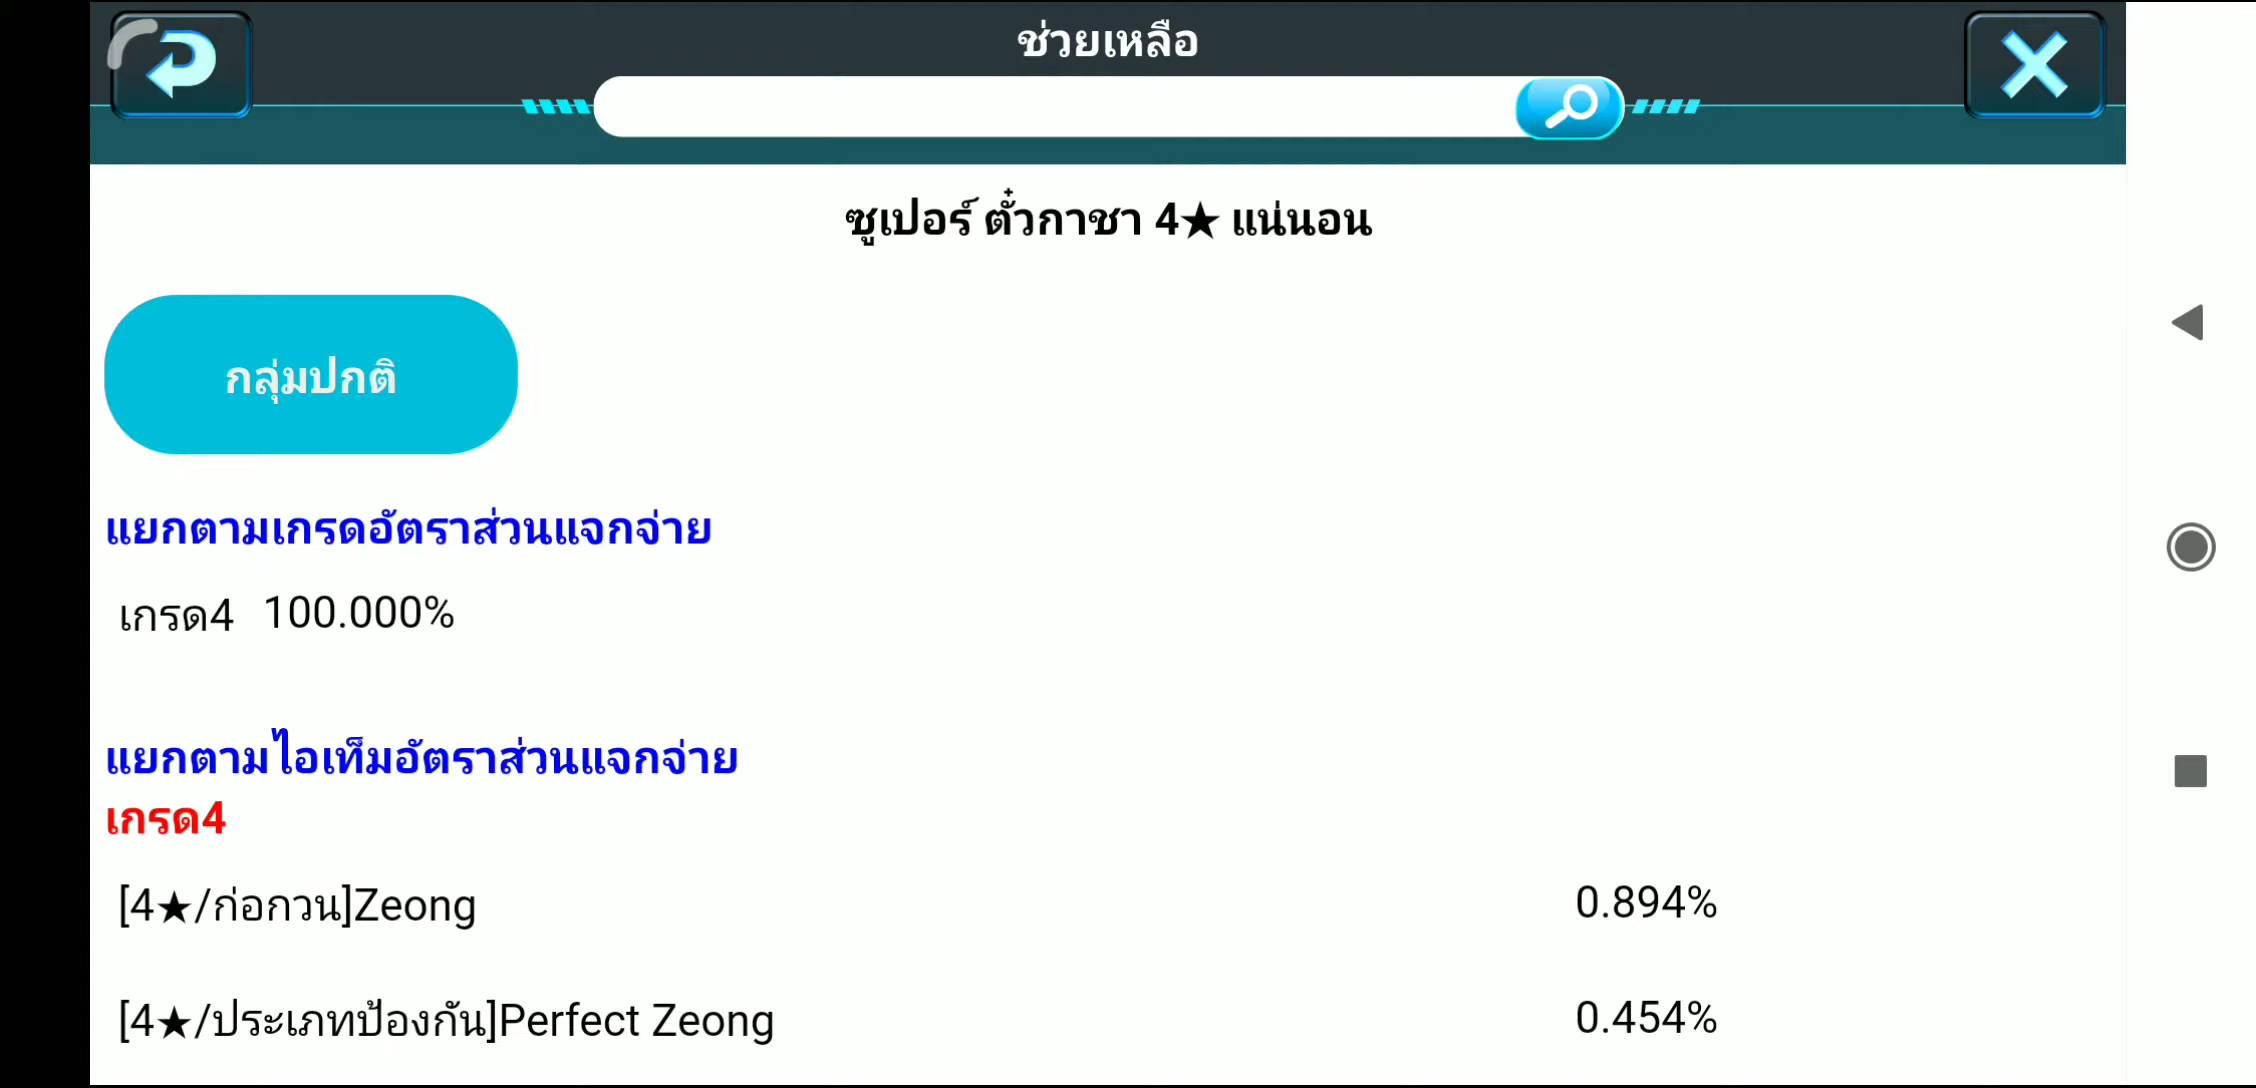 ช่วยเหลือ
ซูเปอร์ ตั๋วกาชา 4★ แน่นอน
กลุ่มปกติ
แยกตามเกรดอัตราส่วนแจกจ่าย
เกรด4 100.000%
แยกตามไอเท็มอัตราส่วนแจกจ่าย
เกรด4
[4★/ก่อกวน]Zeong 0.894%
[4★/ประเภทป้องกัน]Perfect Zeong 0.454%